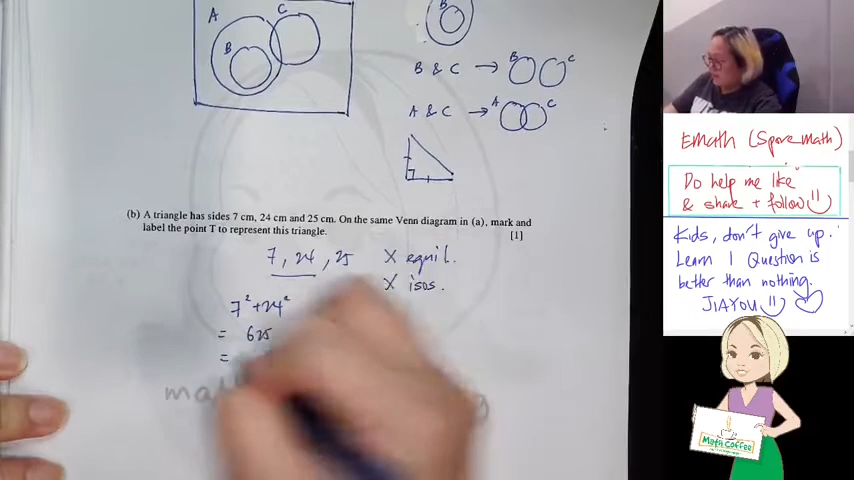 A
C
B
B
B & C → B C
A & C → A C
(b) A triangle has sides 7 cm, 24 cm and 25 cm. On the same Venn diagram in (a), mark and
label the point T to represent this triangle. [1]
7, 24, 25 X equil.
X isos.
7² + 24²
= 625
=
Emath (S'pore math)
Do help me like
& share + follow
Kids, don't give up.
Learn 1 Question is
better than nothing.
JIAYOU
Math Coffee